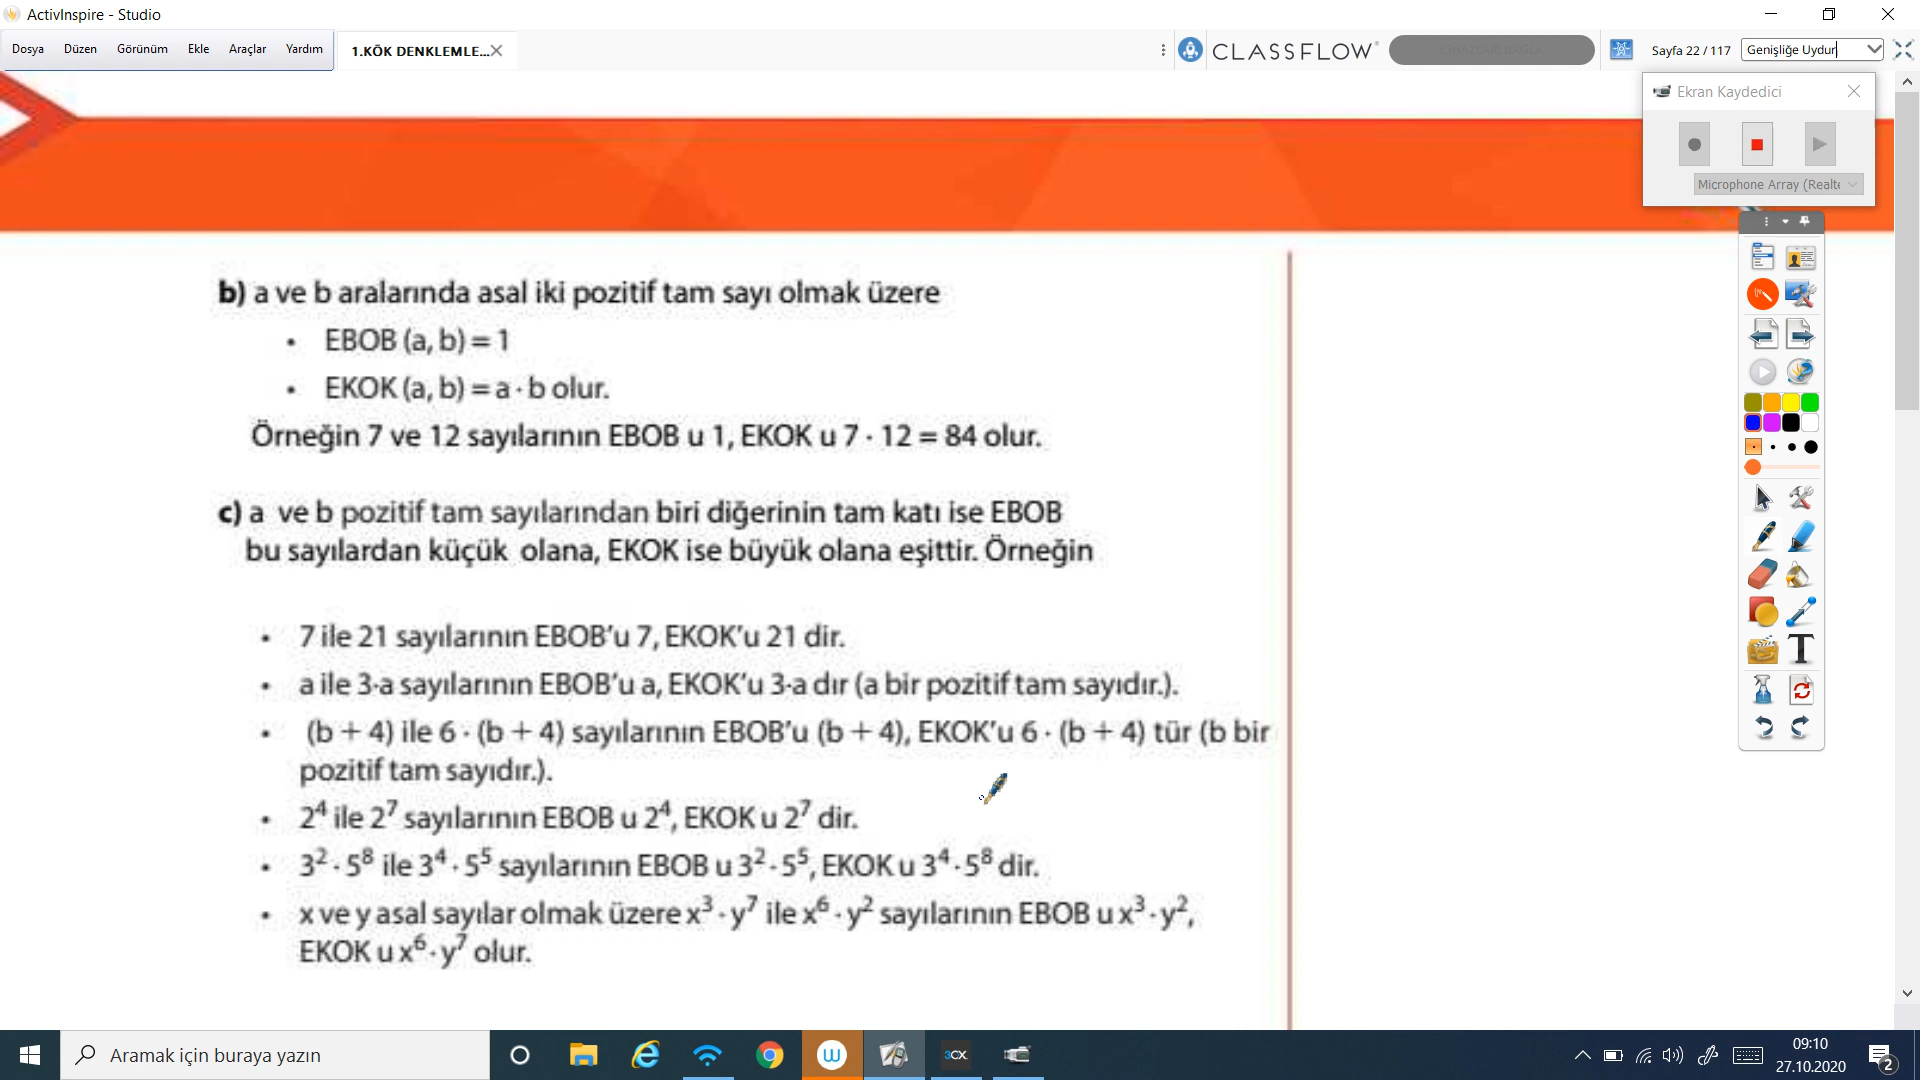 ActivInspire - Studio
Dosya Düzen Görünüm Ekle Araçlar Yardım
1.KÖK DENKLEMLE...
CLASSFLOW
Sayfa 22 / 117
Genişliğe Uydur
Ekran Kaydedici
Microphone Array (Realte
b) a ve b aralarında asal iki pozitif tam sayı olmak üzere
• EBOB (a, b) = 1
• EKOK (a, b) = a · b olur.
Örneğin 7 ve 12 sayılarının EBOB u 1, EKOK u 7 · 12 = 84 olur.
c) a ve b pozitif tam sayılarından biri diğerinin tam katı ise EBOB
bu sayılardan küçük olana, EKOK ise büyük olana eşittir. Örneğin
• 7 ile 21 sayılarının EBOB'u 7, EKOK'u 21 dir.
• a ile 3·a sayılarının EBOB'u a, EKOK'u 3·a dır (a bir pozitif tam sayıdır.).
• (b + 4) ile 6 · (b + 4) sayılarının EBOB'u (b + 4), EKOK'u 6 · (b + 4) tür (b bir
pozitif tam sayıdır.).
• 2⁴ ile 2⁷ sayılarının EBOB u 2⁴, EKOK u 2⁷ dir.
• 3² · 5⁸ ile 3⁴ · 5⁵ sayılarının EBOB u 3² · 5⁵, EKOK u 3⁴ · 5⁸ dir.
• x ve y asal sayılar olmak üzere x³ · y⁷ ile x⁶ · y² sayılarının EBOB u x³ · y²,
EKOK u x⁶ · y⁷ olur.
T
Aramak için buraya yazın
W
3CX
09:10
27.10.2020
2